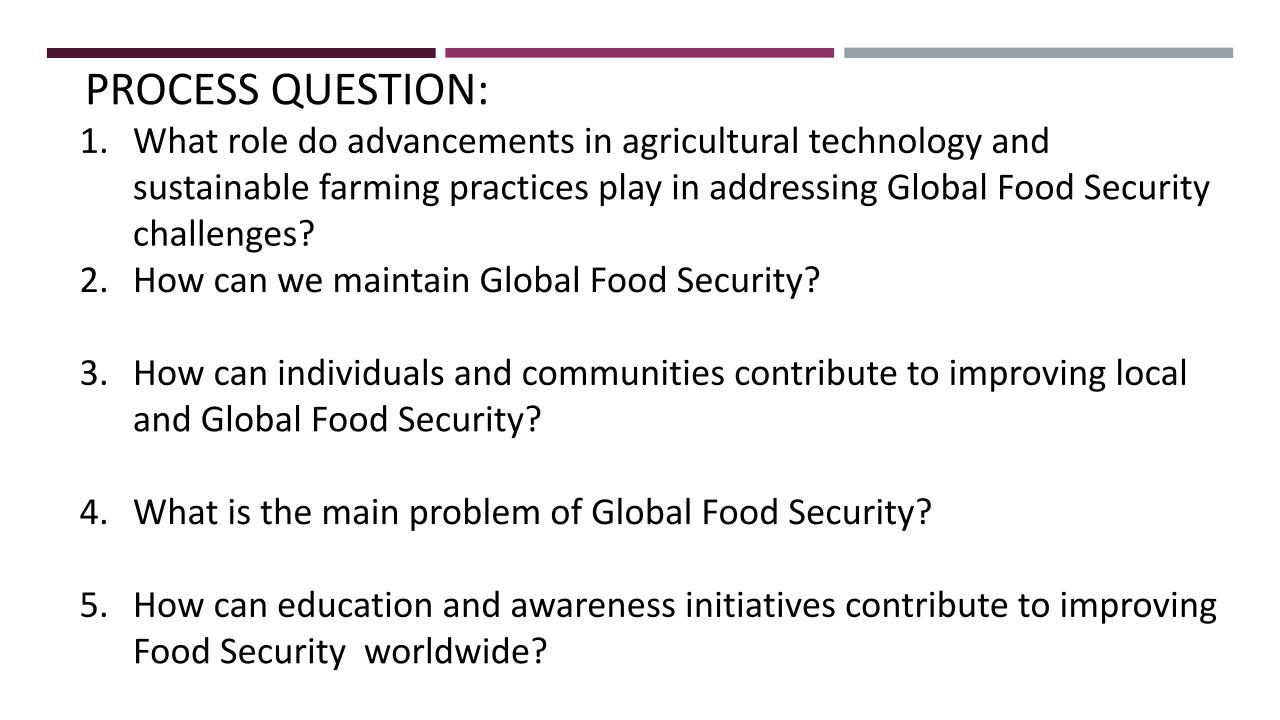 PROCESS QUESTION:
1. What role do advancements in agricultural technology and
sustainable farming practices play in addressing Global Food Security
challenges?
2. How can we maintain Global Food Security?
3. How can individuals and communities contribute to improving local
and Global Food Security?
4. What is the main problem of Global Food Security?
5. How can education and awareness initiatives contribute to improving
Food Security  worldwide?